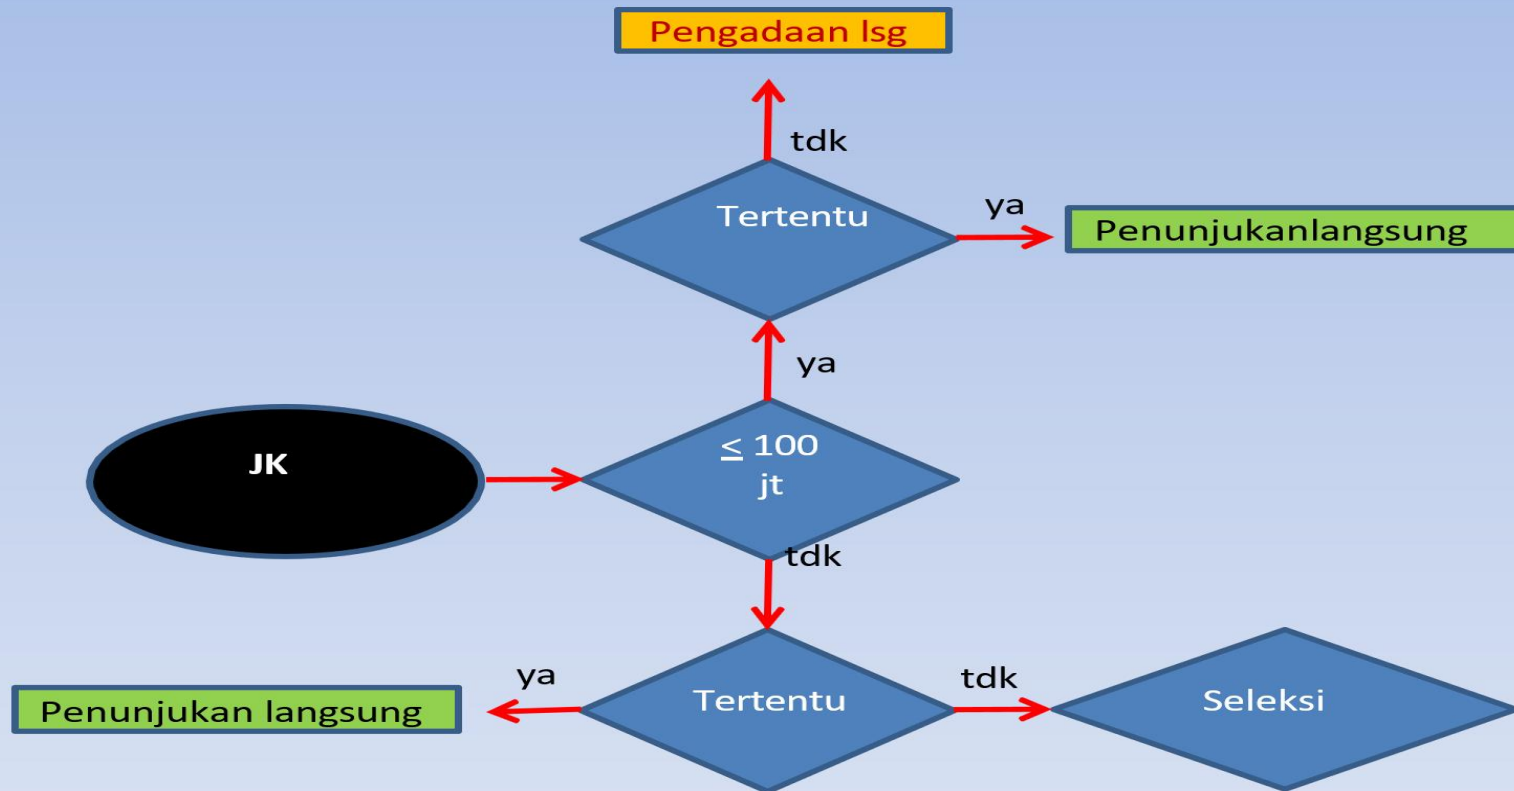 Pengadaan lsg
tdk
Tertentu
ya
Penunjukanlangsung
ya
JK
≤ 100
jt
tdk
ya
tdk
Penunjukan langsung
Tertentu
Seleksi